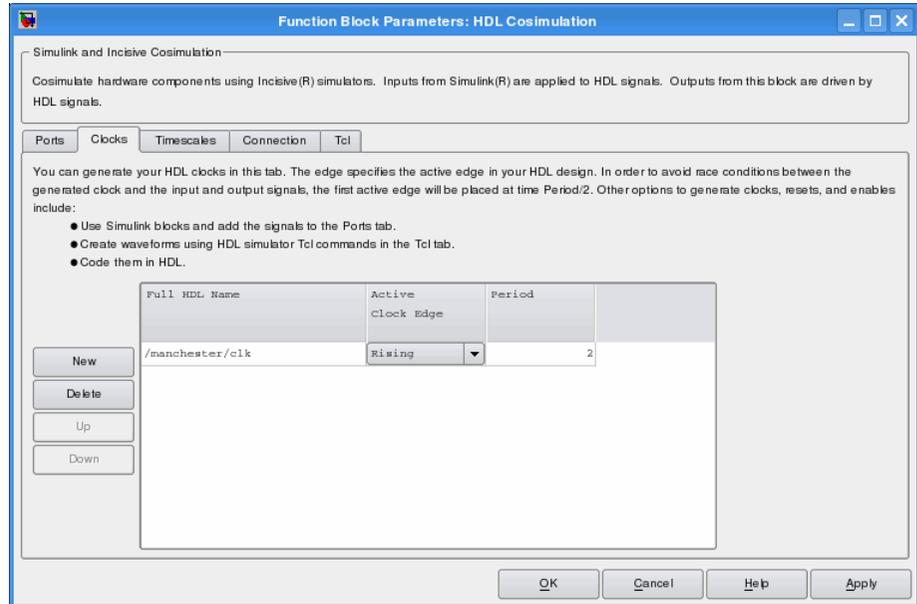 Function Block Parameters: HDL Cosimulation
Simulink and Incisive Cosimulation
Cosimulate hardware components using Incisive(R) simulators. Inputs from Simulink(R) are applied to HDL signals. Outputs from this block are driven by
HDL signals.
Ports Clocks Timescales Connection Tcl
You can generate your HDL clocks in this tab. The edge specifies the active edge in your HDL design. In order to avoid race conditions between the
generated clock and the input and output signals, the first active edge will be placed at time Period/2. Other options to generate clocks, resets, and enables
include:
● Use Simulink blocks and add the signals to the Ports tab.
● Create waveforms using HDL simulator Tcl commands in the Tcl tab.
● Code them in HDL.
Full HDL Name Active Period
Clock Edge
/manchester/clk Rising 2
New
Delete
Up
Down
OK Cancel Help Apply